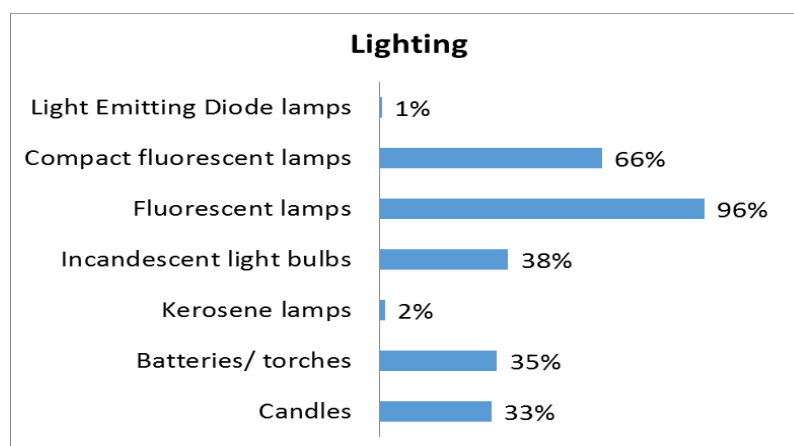 Lighting
Light Emitting Diode lamps 1%
Compact fluorescent lamps 66%
Fluorescent lamps 96%
Incandescent light bulbs 38%
Kerosene lamps 2%
Batteries/ torches 35%
Candles 33%